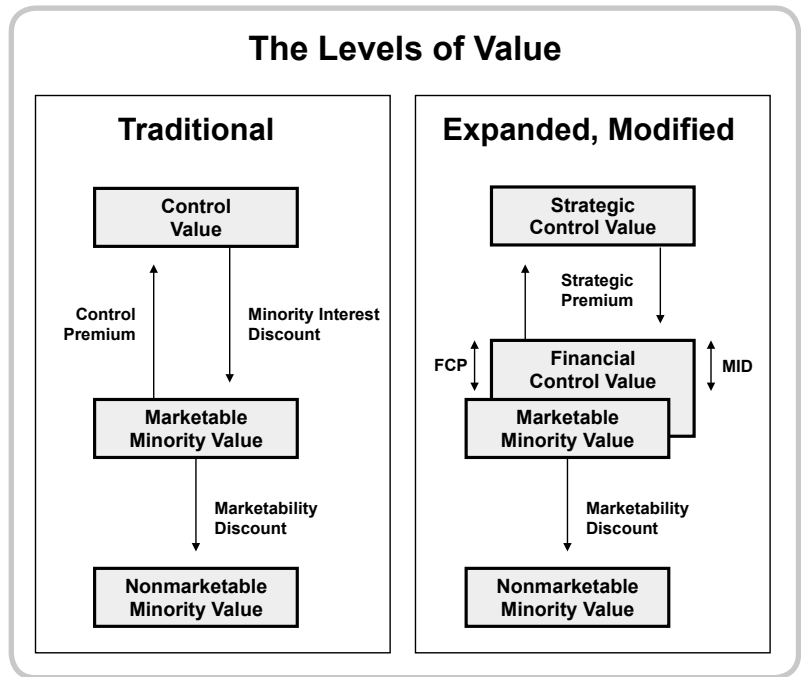 The Levels of Value
Traditional
Control
Value
Control
Premium
Minority Interest
Discount
Marketable
Minority Value
Marketability
Discount
Nonmarketable
Minority Value
Expanded, Modified
Strategic
Control Value
Strategic
Premium
FCP
Financial
Control Value
MID
Marketable
Minority Value
Marketability
Discount
Nonmarketable
Minority Value